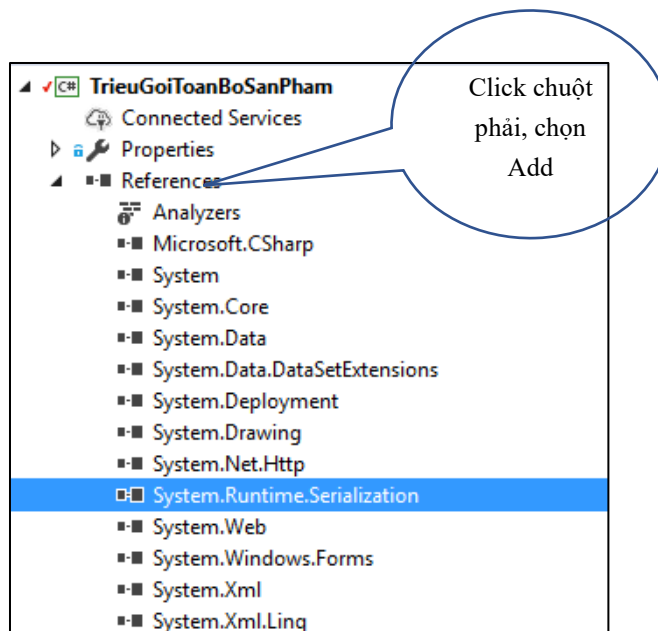 TrieuGoiToanBoSanPham
Click chuột
phải, chọn
Add
Connected Services
Properties
References
Analyzers
Microsoft.CSharp
System
System.Core
System.Data
System.Data.DataSetExtensions
System.Deployment
System.Drawing
System.Net.Http
System.Runtime.Serialization
System.Web
System.Windows.Forms
System.Xml
System.Xml.Linq